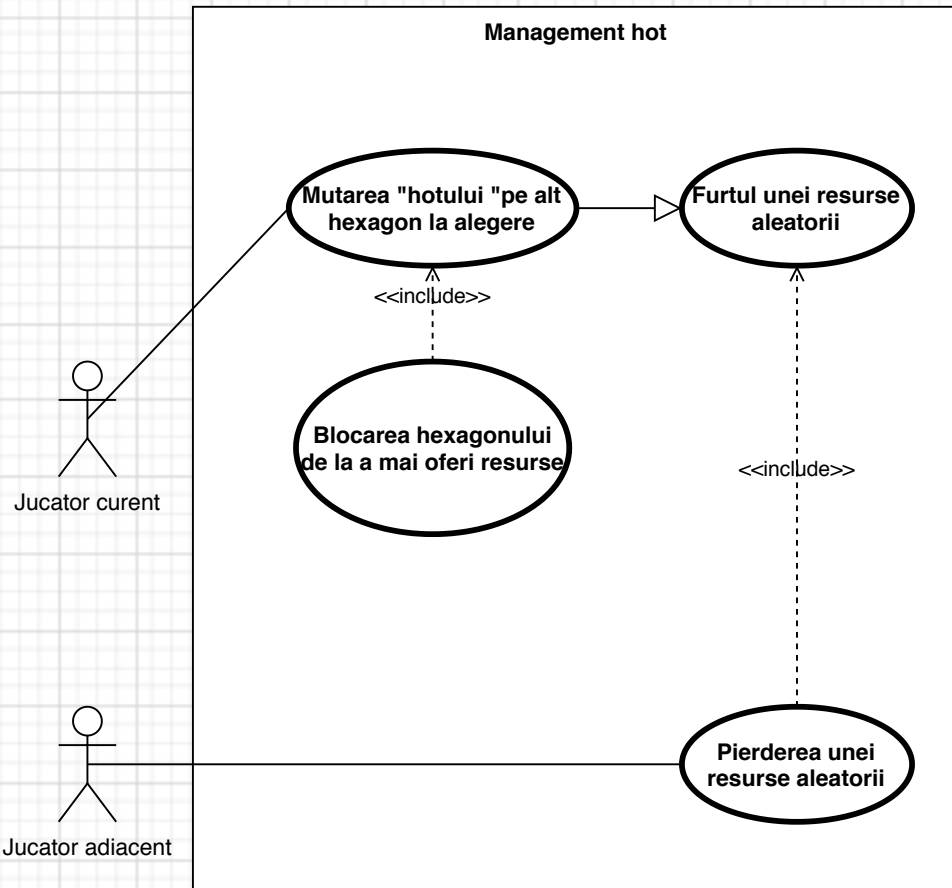 Management hot
Mutarea "hotului "pe alt
hexagon la alegere
Furtul unei resurse
aleatorii
<<include>>
Blocarea hexagonului
de la a mai oferi resurse
<<include>>
Jucator curent
Pierderea unei
resurse aleatorii
Jucator adiacent